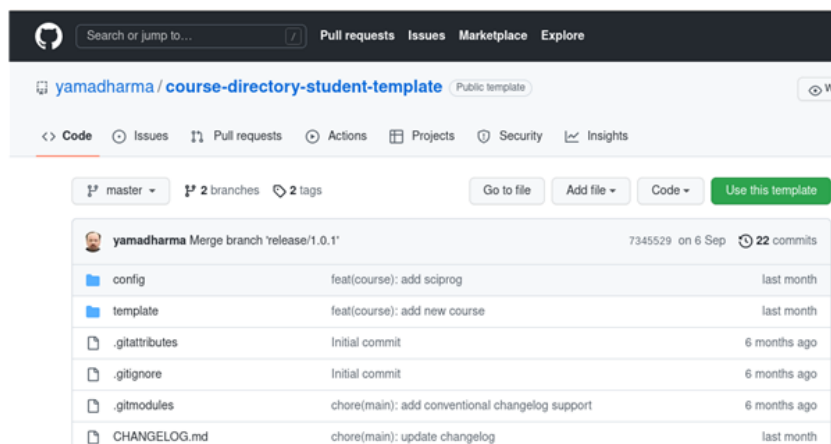 Search or jump to... / Pull requests Issues Marketplace Explore
yamadharma / course-directory-student-template Public template
<> Code Issues Pull requests Actions Projects Security Insights
master 2 branches 2 tags Go to file Add file Code Use this template
yamadharma Merge branch 'release/1.0.1' 7345529 on 6 Sep 22 commits
config feat(course): add sciprog last month
template feat(course): add new course last month
.gitattributes Initial commit 6 months ago
.gitignore Initial commit 6 months ago
.gitmodules chore(main): add conventional changelog support 6 months ago
CHANGELOG.md chore(main): update changelog last month